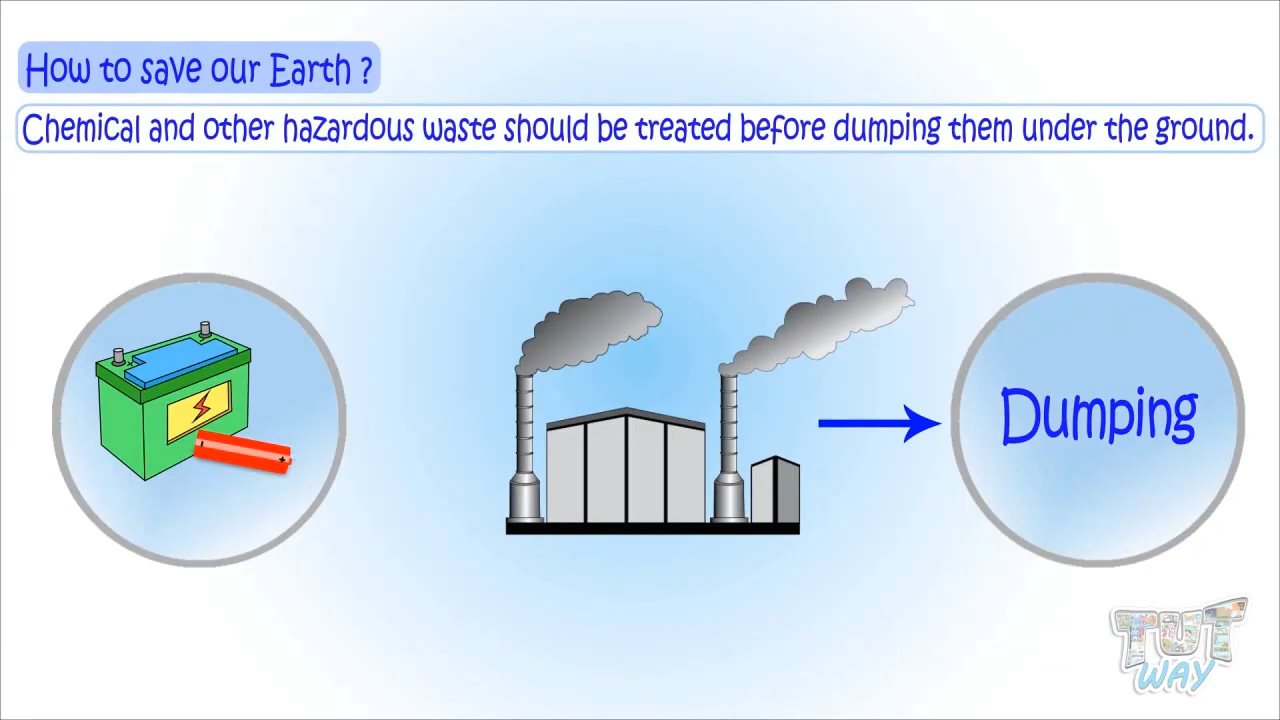 How to save our Earth ?
Chemical and other hazardous waste should be treated before dumping them under the ground.
Dumping
TUT
WAY